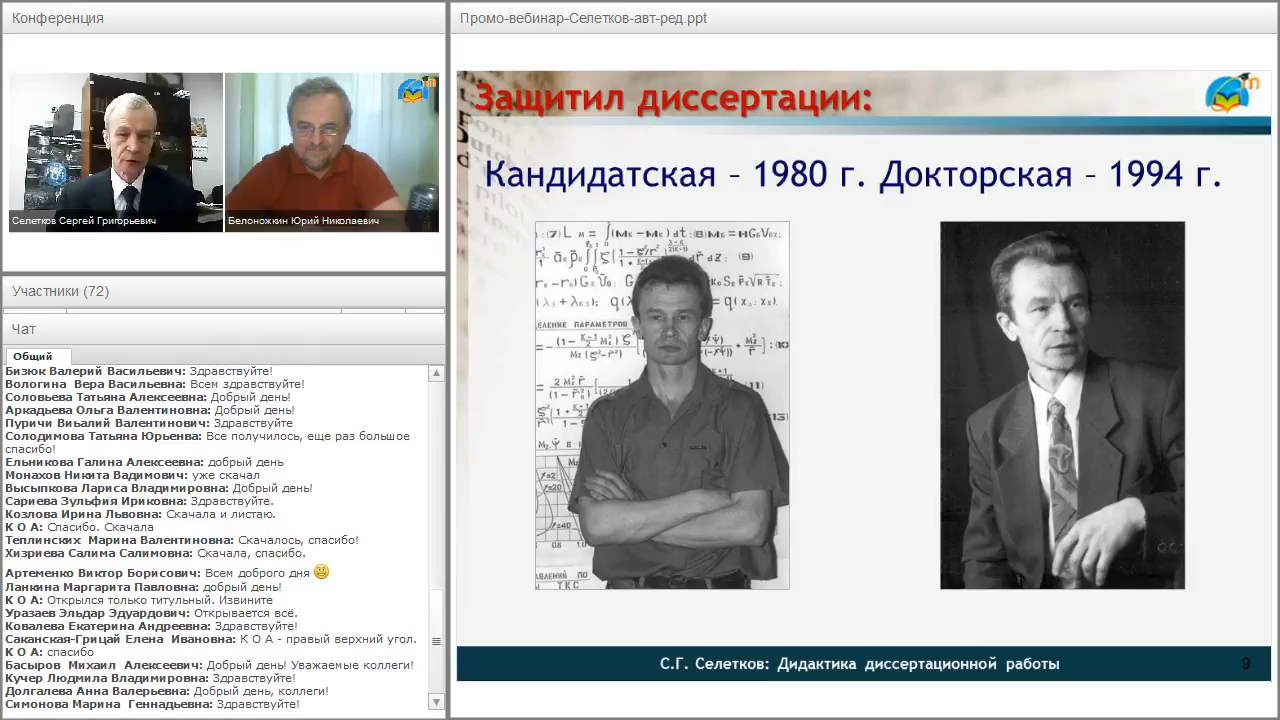 Конференция
Селетков Сергей Григорьевич
Белоножкин Юрий Николаевич
Участники (72)
Чат
Общий
Бизюк Валерий Васильевич: Здравствуйте!
Вологина Вера Васильевна: Всем здравствуйте!
Соловьева Татьяна Алексеевна: Добрый день!
Аркадьева Ольга Валентиновна: Добрый день!
Пуричи Виьалий Валентинович: Здравствуйте
Солодимова Татьяна Юрьенва: Все получилось, еще раз большое
спасибо!
Ельникова Галина Алексеевна: добрый день
Монахов Никита Вадимович: уже скачал
Высыпкова Лариса Владимировна: Добрый день!
Сариева Зульфия Ириковна: Здравствуйте.
Козлова Ирина Львовна: Скачала и листаю.
К О А: Спасибо. Скачала
Теплинских Марина Валентиновна: Скачалось, спасибо!
Хизриева Салима Салимовна: Скачала, спасибо.
Артеменко Виктор Борисович: Всем доброго дня
Ланкина Маргарита Павловна: добрый день!
К О А: Открылся только титульный. Извините
Уразаев Эльдар Эдуардович: Открывается всё.
Ковалева Екатерина Андреевна: Здравствуйте!
Саканская-Грицай Елена Ивановна: К О А - правый верхний угол.
К О А: спасибо
Басыров Михаил Алексеевич: Добрый день! Уважаемые коллеги!
Кучер Людмила Владимировна: Здравствуйте!
Долгалева Анна Валерьевна: Добрый день, коллеги!
Симонова Марина Геннадьевна: Здравствуйте!
Промо-вебинар-Селетков-авт-ред.ppt
Защитил диссертации:
Кандидатская – 1980 г. Докторская – 1994 г.
С.Г. Селетков: Дидактика диссертационной работы
9